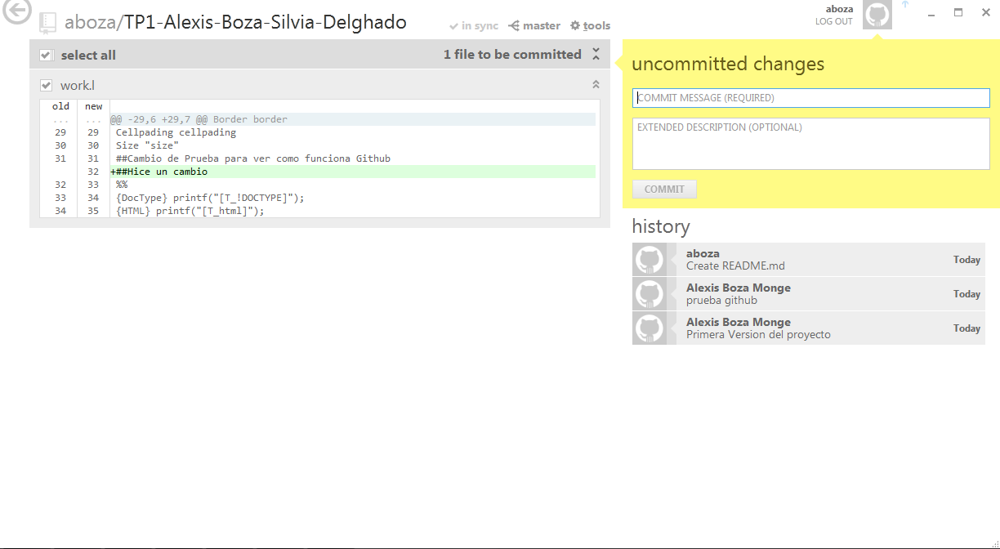 aboza/TP1-Alexis-Boza-Silvia-Delghado
in sync master tools
aboza
LOG OUT
select all 1 file to be committed
work.l
old new
... ... @@ -29,6 +29,7 @@ Border border
29 29 Cellpading cellpading
30 30 Size "size"
31 31 ##Cambio de Prueba para ver como funciona Github
32 +##Hice un cambio
32 33 %%
33 34 {DocType} printf("[T_!DOCTYPE]");
34 35 {HTML} printf("[T_html]");
uncommitted changes
COMMIT MESSAGE (REQUIRED)
EXTENDED DESCRIPTION (OPTIONAL)
COMMIT
history
aboza
Create README.md
Today
Alexis Boza Monge
prueba github
Today
Alexis Boza Monge
Primera Version del proyecto
Today